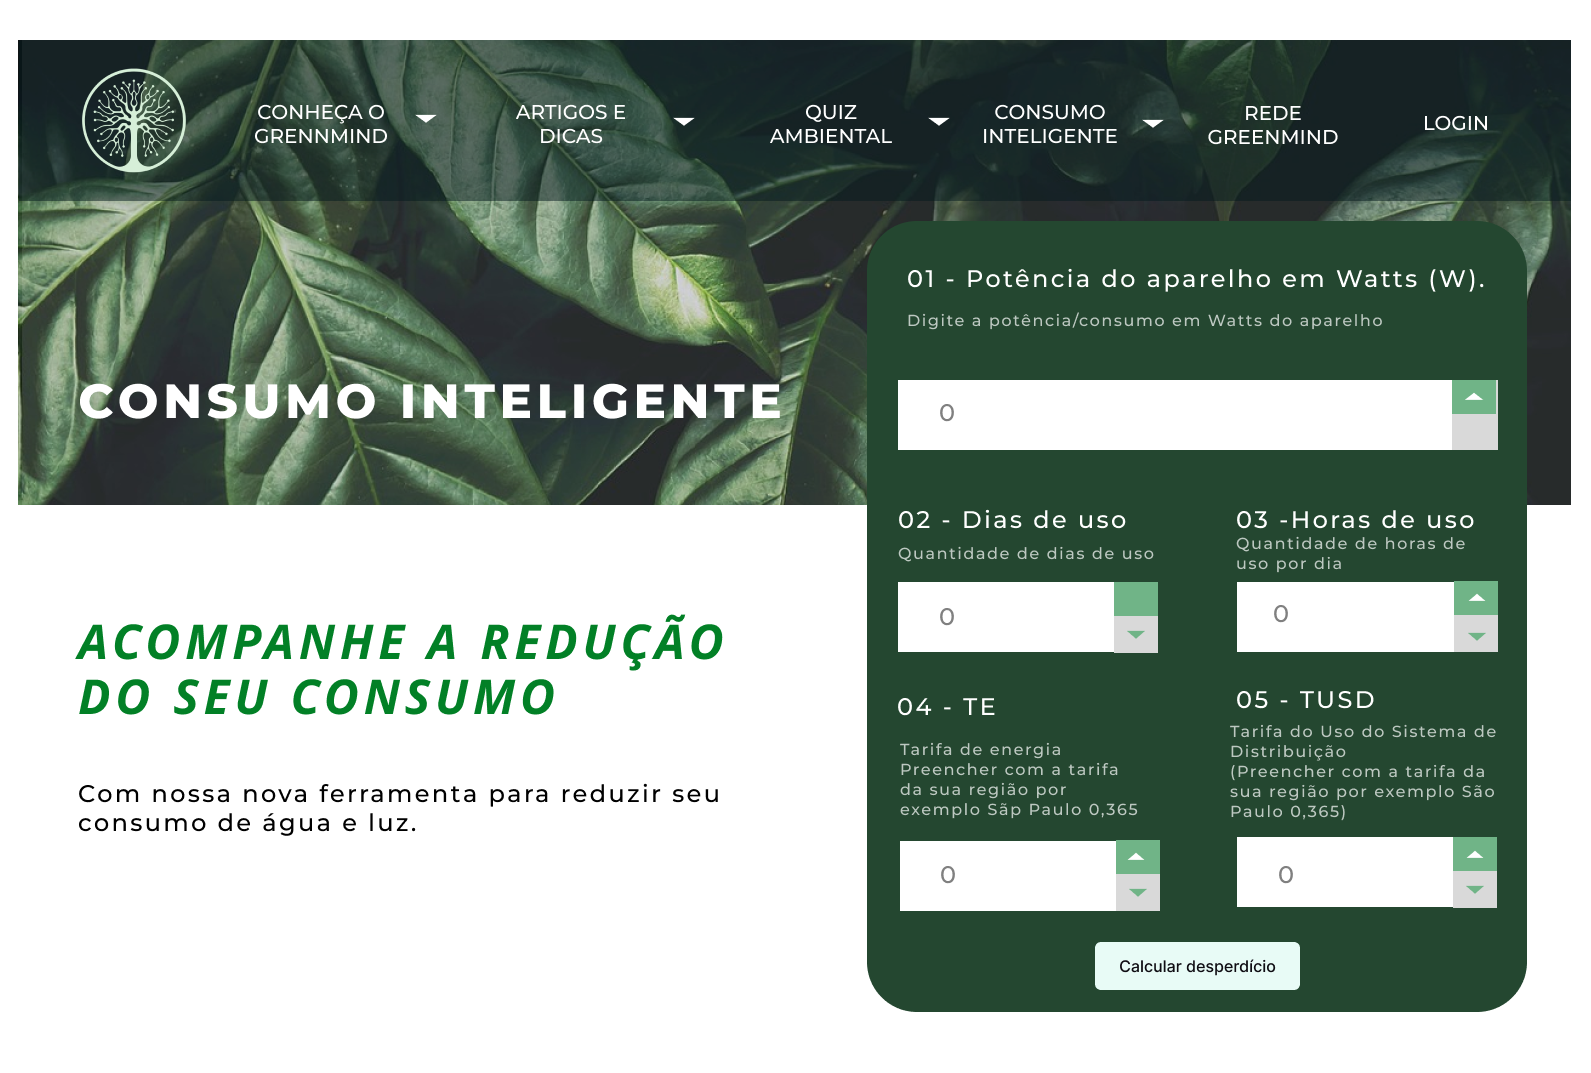 CONHEÇA O
GRENNMIND
ARTIGOS E
DICAS
QUIZ
AMBIENTAL
CONSUMO
INTELIGENTE
REDE
GREENMIND
LOGIN
CONSUMO INTELIGENTE
ACOMPANHE A REDUÇÃO
DO SEU CONSUMO
Com nossa nova ferramenta para reduzir seu
consumo de água e luz.
01 - Potência do aparelho em Watts (W).
Digite a potência/consumo em Watts do aparelho
0
02 - Dias de uso
Quantidade de dias de uso
0
03 -Horas de uso
Quantidade de horas de
uso por dia
0
04 - TE
Tarifa de energia
Preencher com a tarifa
da sua região por
exemplo Sãp Paulo 0,365
0
05 - TUSD
Tarifa do Uso do Sistema de
Distribuição
(Preencher com a tarifa da
sua região por exemplo São
Paulo 0,365)
0
Calcular desperdício